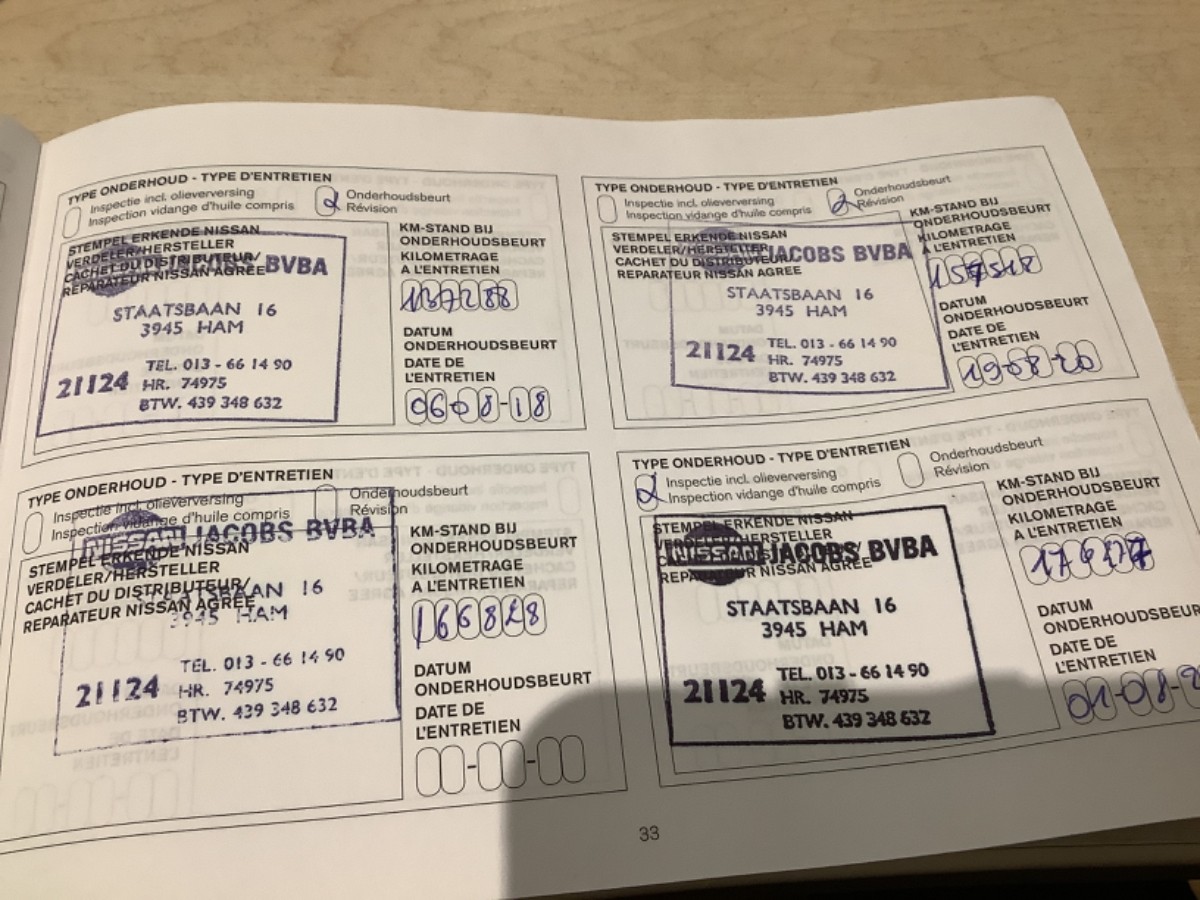 TYPE ONDERHOUD - TYPE D'ENTRETIEN
Inspectie incl. olieverversing
Inspection vidange d'huile compris
Onderhoudsbeurt
Révision
STEMPEL ERKENDE NISSAN
VERDELER/HERSTELLER
CACHET DU DISTRIBUTEUR/
REPARATEUR NISSAN AGRÉÉ
BVBA
STAATSBAAN 16
3945 HAM
21124
TEL. 013 - 66 14 90
HR. 74975
BTW. 439 348 632
KM-STAND BIJ
ONDERHOUDSBEURT
KILOMETRAGE
A L'ENTRETIEN
137288
DATUM
ONDERHOUDSBEURT
DATE DE
L'ENTRETIEN
06-08-18
TYPE ONDERHOUD - TYPE D'ENTRETIEN
Inspectie incl. olieverversing
Inspection vidange d'huile compris
Onderhoudsbeurt
Révision
STEMPEL ERKENDE NISSAN
VERDELER/HERSTELLER
CACHET DU DISTRIBUTEUR/
REPARATEUR NISSAN AGRÉÉ
JACOBS BVBA
STAATSBAAN 16
3945 HAM
21124
TEL. 013 - 66 14 90
HR. 74975
BTW. 439 348 632
KM-STAND BIJ
ONDERHOUDSBEURT
KILOMETRAGE
A L'ENTRETIEN
157518
DATUM
ONDERHOUDSBEURT
DATE DE
L'ENTRETIEN
19-08-20
TYPE ONDERHOUD - TYPE D'ENTRETIEN
Inspectie incl. olieverversing
Inspection vidange d'huile compris
Onderhoudsbeurt
Révision
STEMPEL ERKENDE NISSAN
VERDELER/HERSTELLER
CACHET DU DISTRIBUTEUR/
REPARATEUR NISSAN AGRÉÉ
NISSAN JACOBS BVBA
STAATSBAAN 16
3945 HAM
21124
TEL. 013 - 66 14 90
HR. 74975
BTW. 439 348 632
KM-STAND BIJ
ONDERHOUDSBEURT
KILOMETRAGE
A L'ENTRETIEN
166828
DATUM
ONDERHOUDSBEURT
DATE DE
L'ENTRETIEN
TYPE ONDERHOUD - TYPE D'ENTRETIEN
Inspectie incl. olieverversing
Inspection vidange d'huile compris
Onderhoudsbeurt
Révision
STEMPEL ERKENDE NISSAN
VERDELER/HERSTELLER
REPARATEUR NISSAN AGRÉÉ
NISSAN JACOBS BVBA
STAATSBAAN 16
3945 HAM
21124
TEL. 013 - 66 14 90
HR. 74975
BTW. 439 348 632
KM-STAND BIJ
ONDERHOUDSBEURT
KILOMETRAGE
A L'ENTRETIEN
DATUM
ONDERHOUDSBEUR
DATE DE
L'ENTRETIEN
01-08-2
33